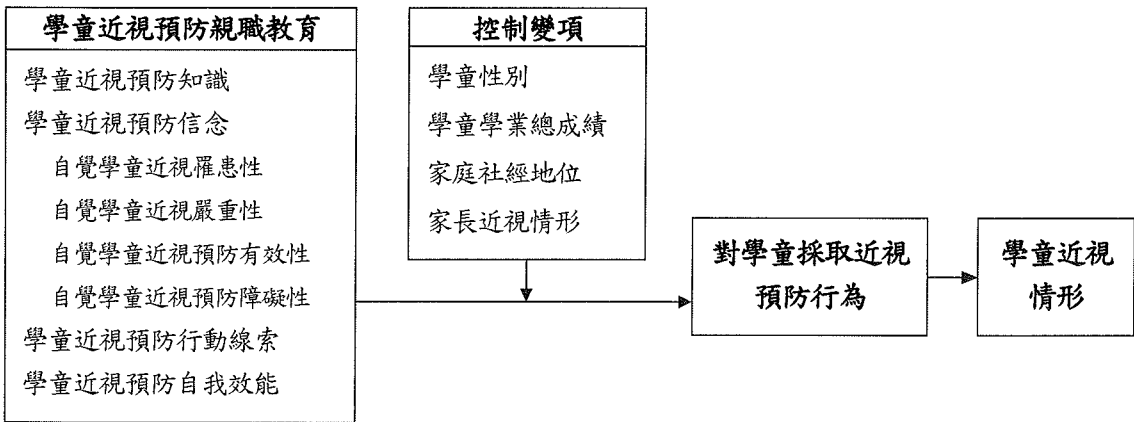 學童近視預防親職教育
學童近視預防知識
學童近視預防信念
自覺學童近視罹患性
自覺學童近視嚴重性
自覺學童近視預防有效性
自覺學童近視預防障礙性
學童近視預防行動線索
學童近視預防自我效能
控制變項
學童性別
學童學業總成績
家庭社經地位
家長近視情形
對學童採取近視
預防行為
學童近視
情形